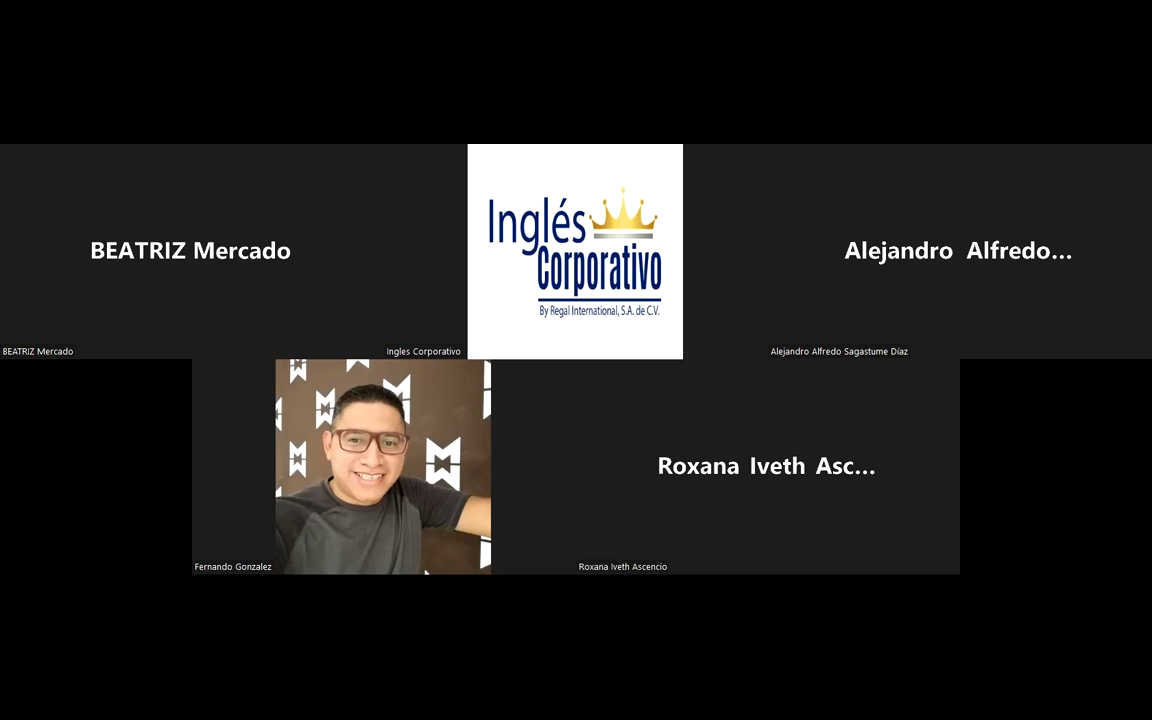 BEATRIZ Mercado
BEATRIZ Mercado
Inglés
Corporativo
By Regal International, S.A. de C.V.
Ingles Corporativo
Alejandro Alfredo...
Alejandro Alfredo Sagastume Díaz
Fernando Gonzalez
Roxana Iveth Asc...
Roxana Iveth Ascencio